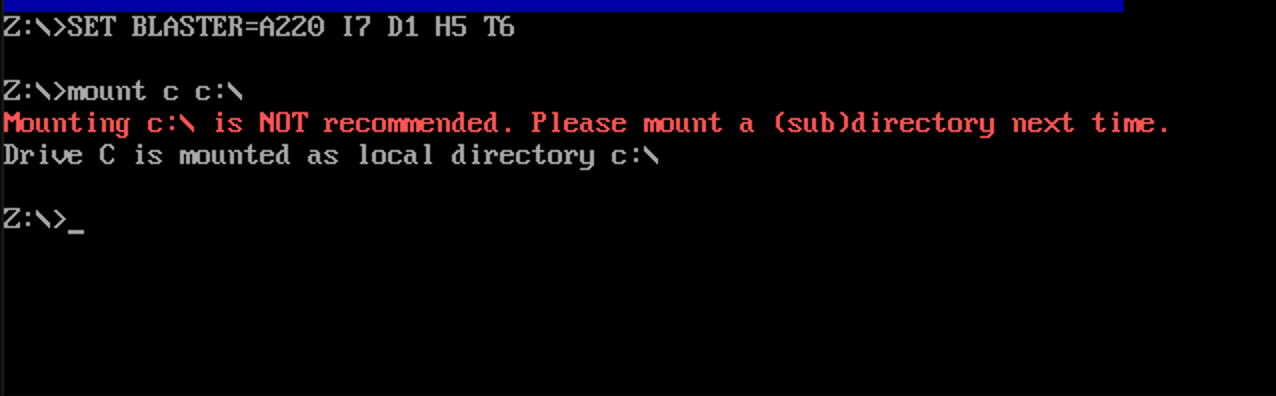 Z:\>SET BLASTER=A220 I7 D1 H5 T6
Z:\>mount c c:\
Mounting c:\ is NOT recommended. Please mount a (sub)directory next time.
Drive C is mounted as local directory c:\
Z:\>_